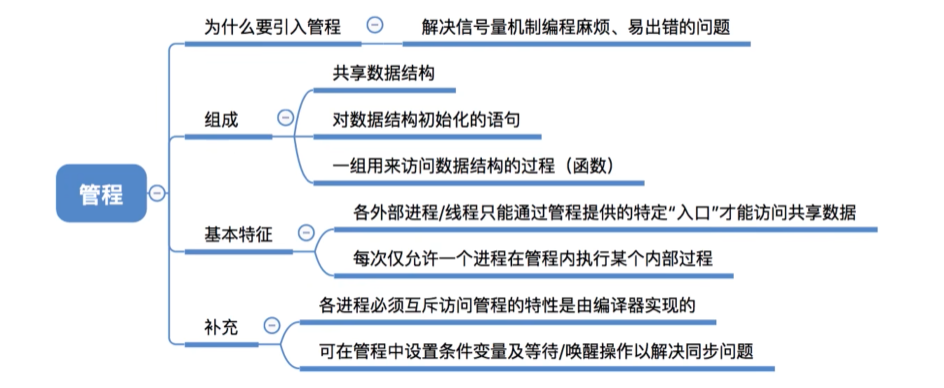 管程
为什么要引入管程
解决信号量机制编程麻烦、易出错的问题
组成
共享数据结构
对数据结构初始化的语句
一组用来访问数据结构的过程（函数）
基本特征
各外部进程/线程只能通过管程提供的特定“入口”才能访问共享数据
每次仅允许一个进程在管程内执行某个内部过程
补充
各进程必须互斥访问管程的特性是由编译器实现的
可在管程中设置条件变量及等待/唤醒操作以解决同步问题